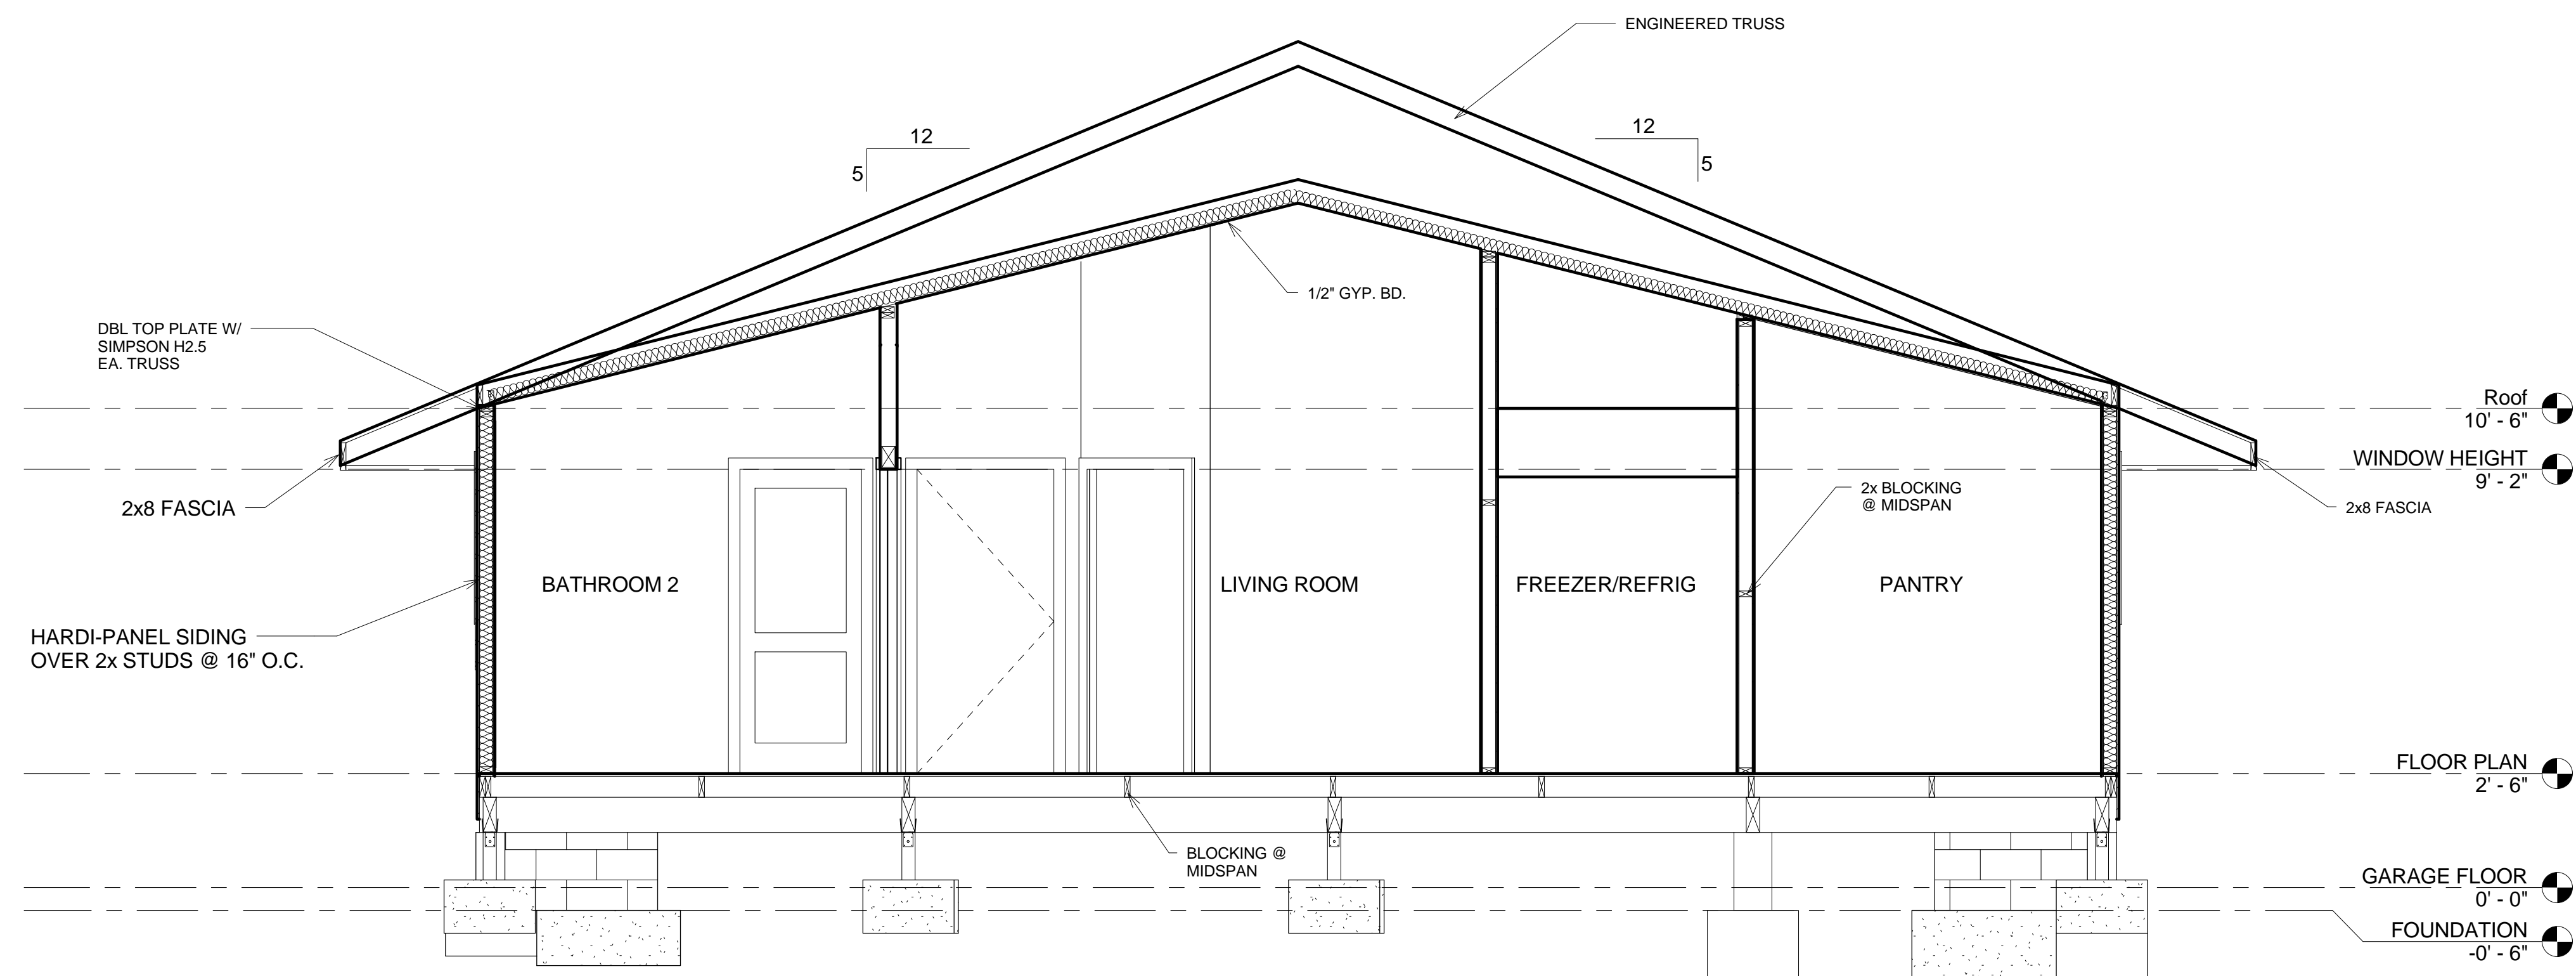 ENGINEERED TRUSS
12
5
12
5
1/2" GYP. BD.
DBL TOP PLATE W/
SIMPSON H2.5
EA. TRUSS
Roof
10' - 6"
WINDOW HEIGHT
9' - 2"
2x8 FASCIA
2x BLOCKING
@ MIDSPAN
2x8 FASCIA
BATHROOM 2
LIVING ROOM
FREEZER/REFRIG
PANTRY
HARDI-PANEL SIDING
OVER 2x STUDS @ 16" O.C.
FLOOR PLAN
2' - 6"
BLOCKING @
MIDSPAN
GARAGE FLOOR
0' - 0"
FOUNDATION
-0' - 6"